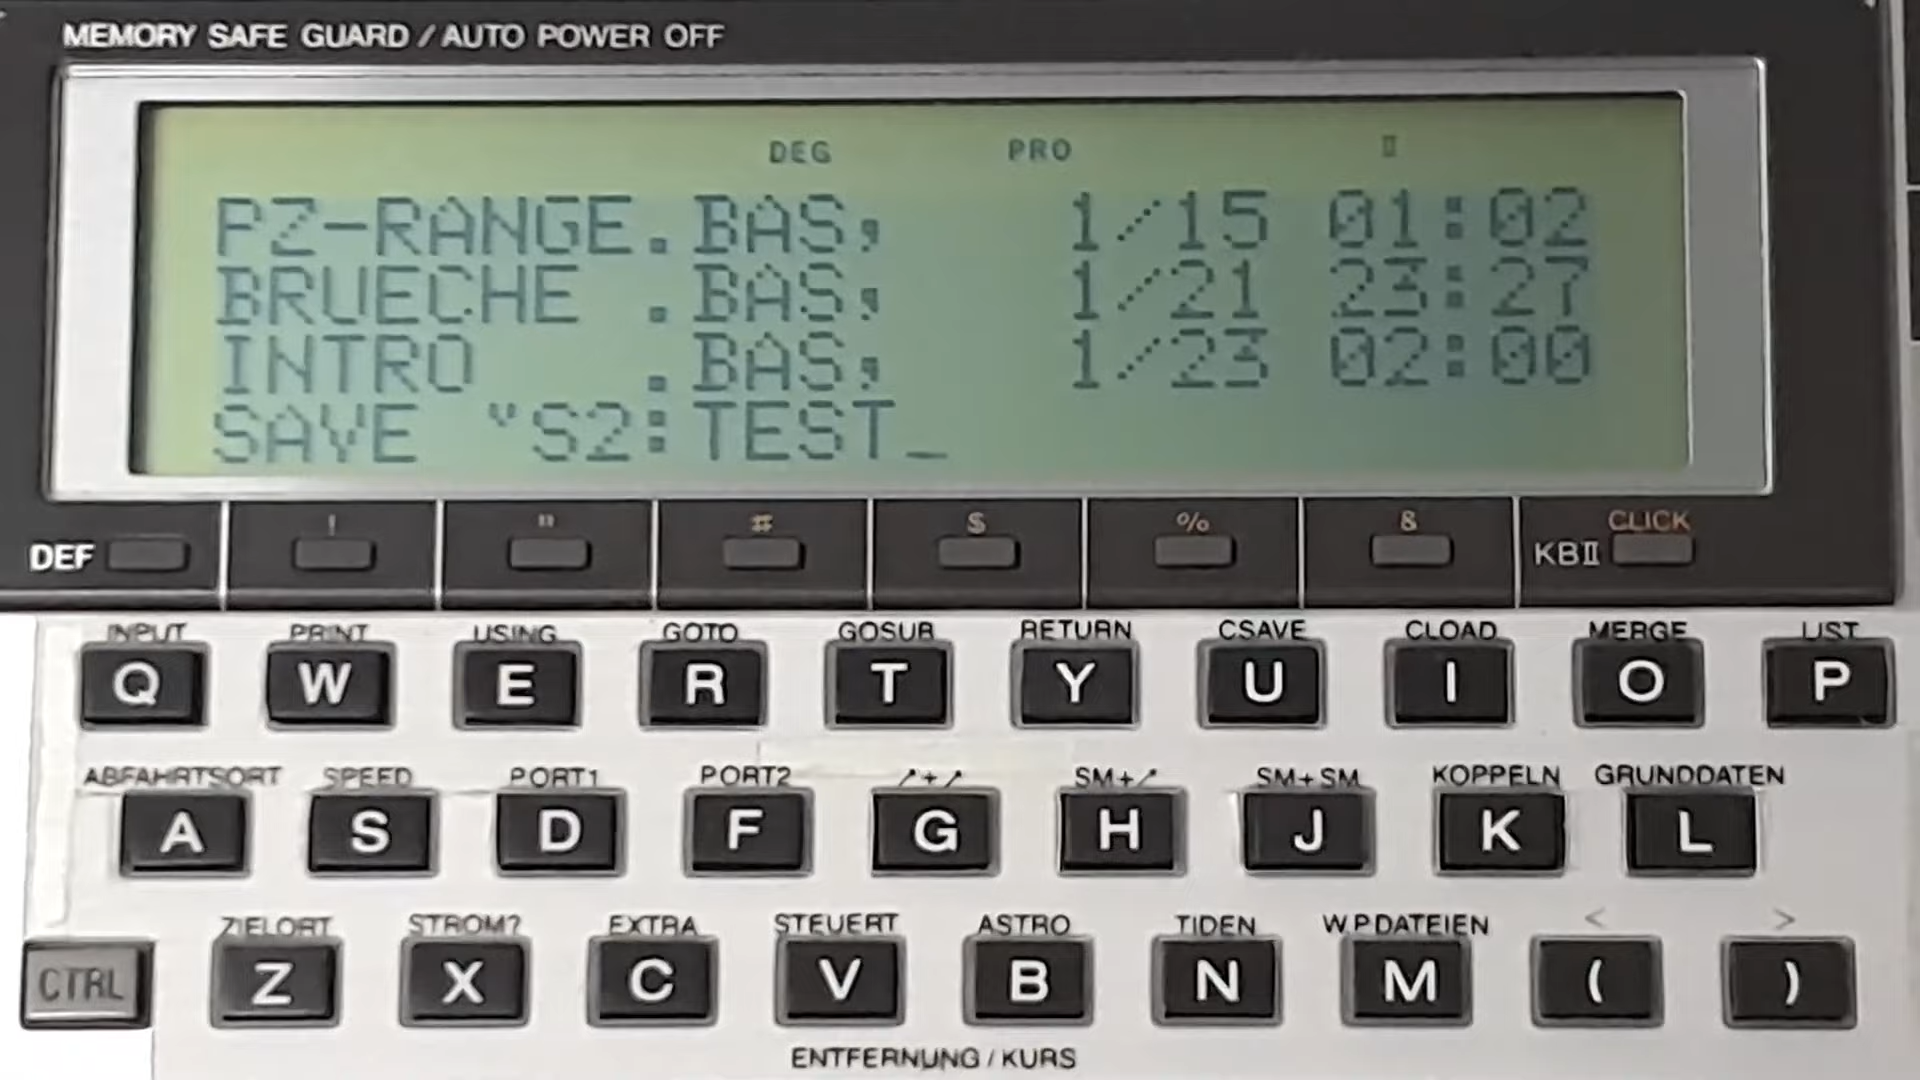 MEMORY SAFE GUARD / AUTO POWER OFF
DEG PRO II
PZ-RANGE.BAS, 1/15 01:02
BRUECHE .BAS, 1/21 23:27
INTRO .BAS, 1/23 02:00
SAVE "S2:TEST_
! " # $ % & CLICK
DEF KBII
INPUT PRINT USING GOTO GOSUB RETURN CSAVE CLOAD MERGE LIST
Q W E R T Y U I O P
ABFAHRTSORT SPEED PORT1 PORT2 ↗+↗ SM+↗ SM+SM KOPPELN GRUNDDATEN
A S D F G H J K L
ZIELORT STROM? EXTRA STEUERT ASTRO TIDEN W.P.DATEIEN < >
CTRL Z X C V B N M ( )
ENTFERNUNG / KURS